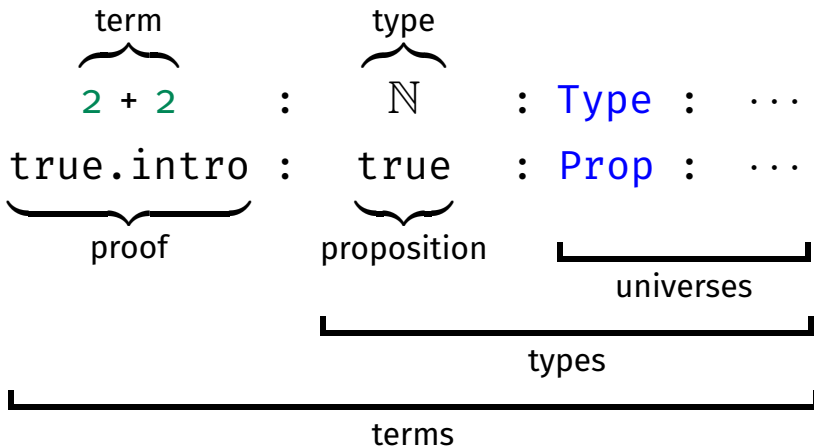 term type
2 + 2 : ℕ : Type : ···
true.intro : true : Prop : ···
proof proposition
universes
types
terms